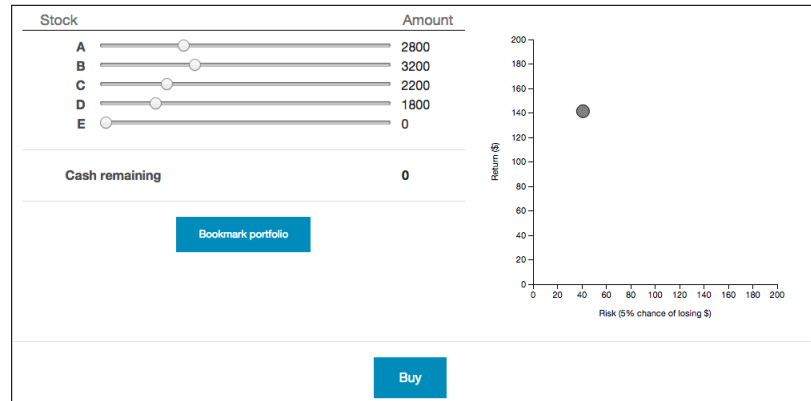 Stock Amount
A 2800
B 3200
C 2200
D 1800
E 0
Cash remaining 0
Bookmark portfolio
200
180
160
140
120
100
80
60
40
20
0
Return ($)
0 20 40 60 80 100 120 140 160 180 200
Risk (5% chance of losing $)
Buy